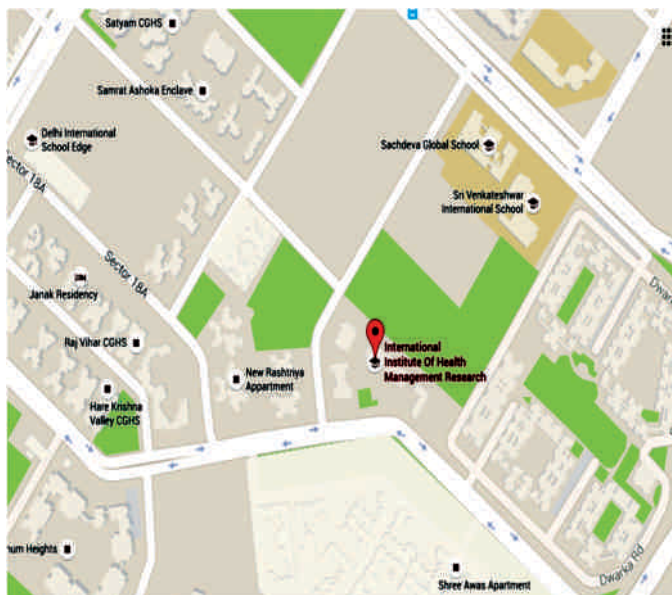 Satyam CGHS
Samrat Ashoka Enclave
Delhi International
School Edge
Sachdeva Global School
Sector 18A
Sri Venkateshwar
International School
Sector 18A
Janak Residency
Raj Vihar CGHS
International
Institute Of Health
Management Research
New Rashtriya
Appartment
Hare Krishna
Valley CGHS
num Heights
Shree Awas Apartment
Dwarka Rd